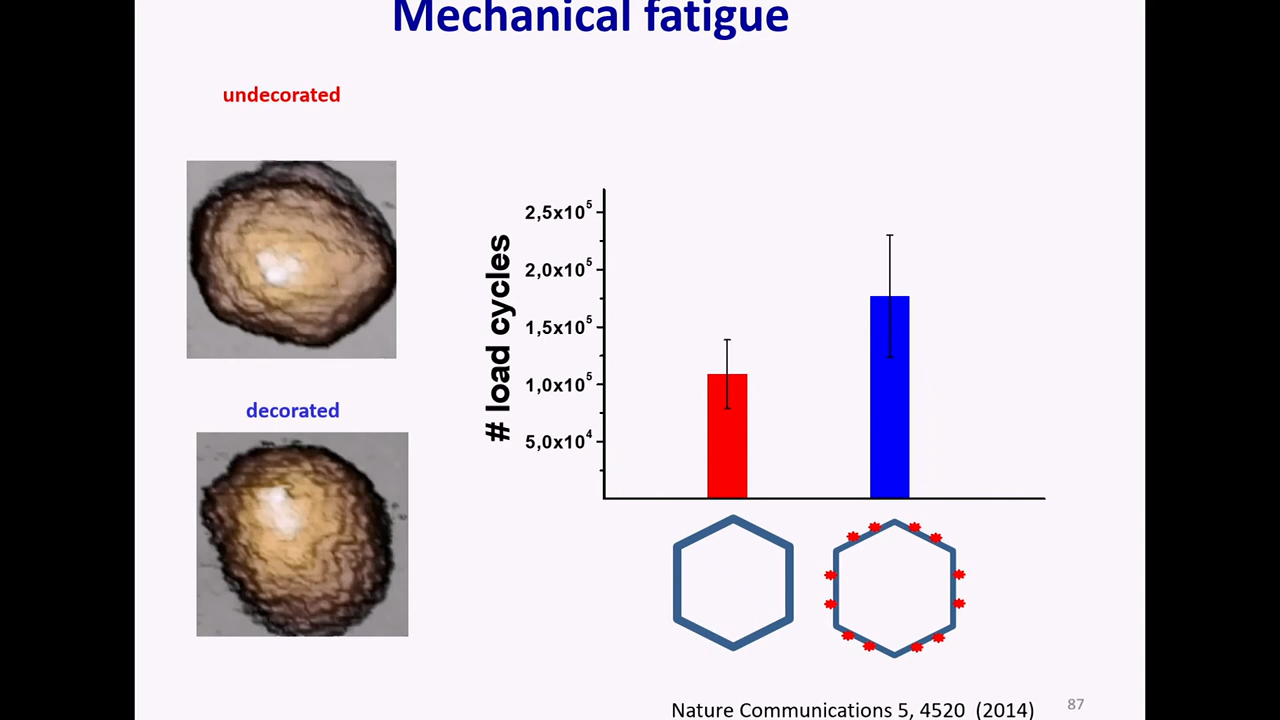 Mechanical fatigue
undecorated
decorated
# load cycles
2,5x10⁵
2,0x10⁵
1,5x10⁵
1,0x10⁵
5,0x10⁴
Nature Communications 5, 4520 (2014)
87